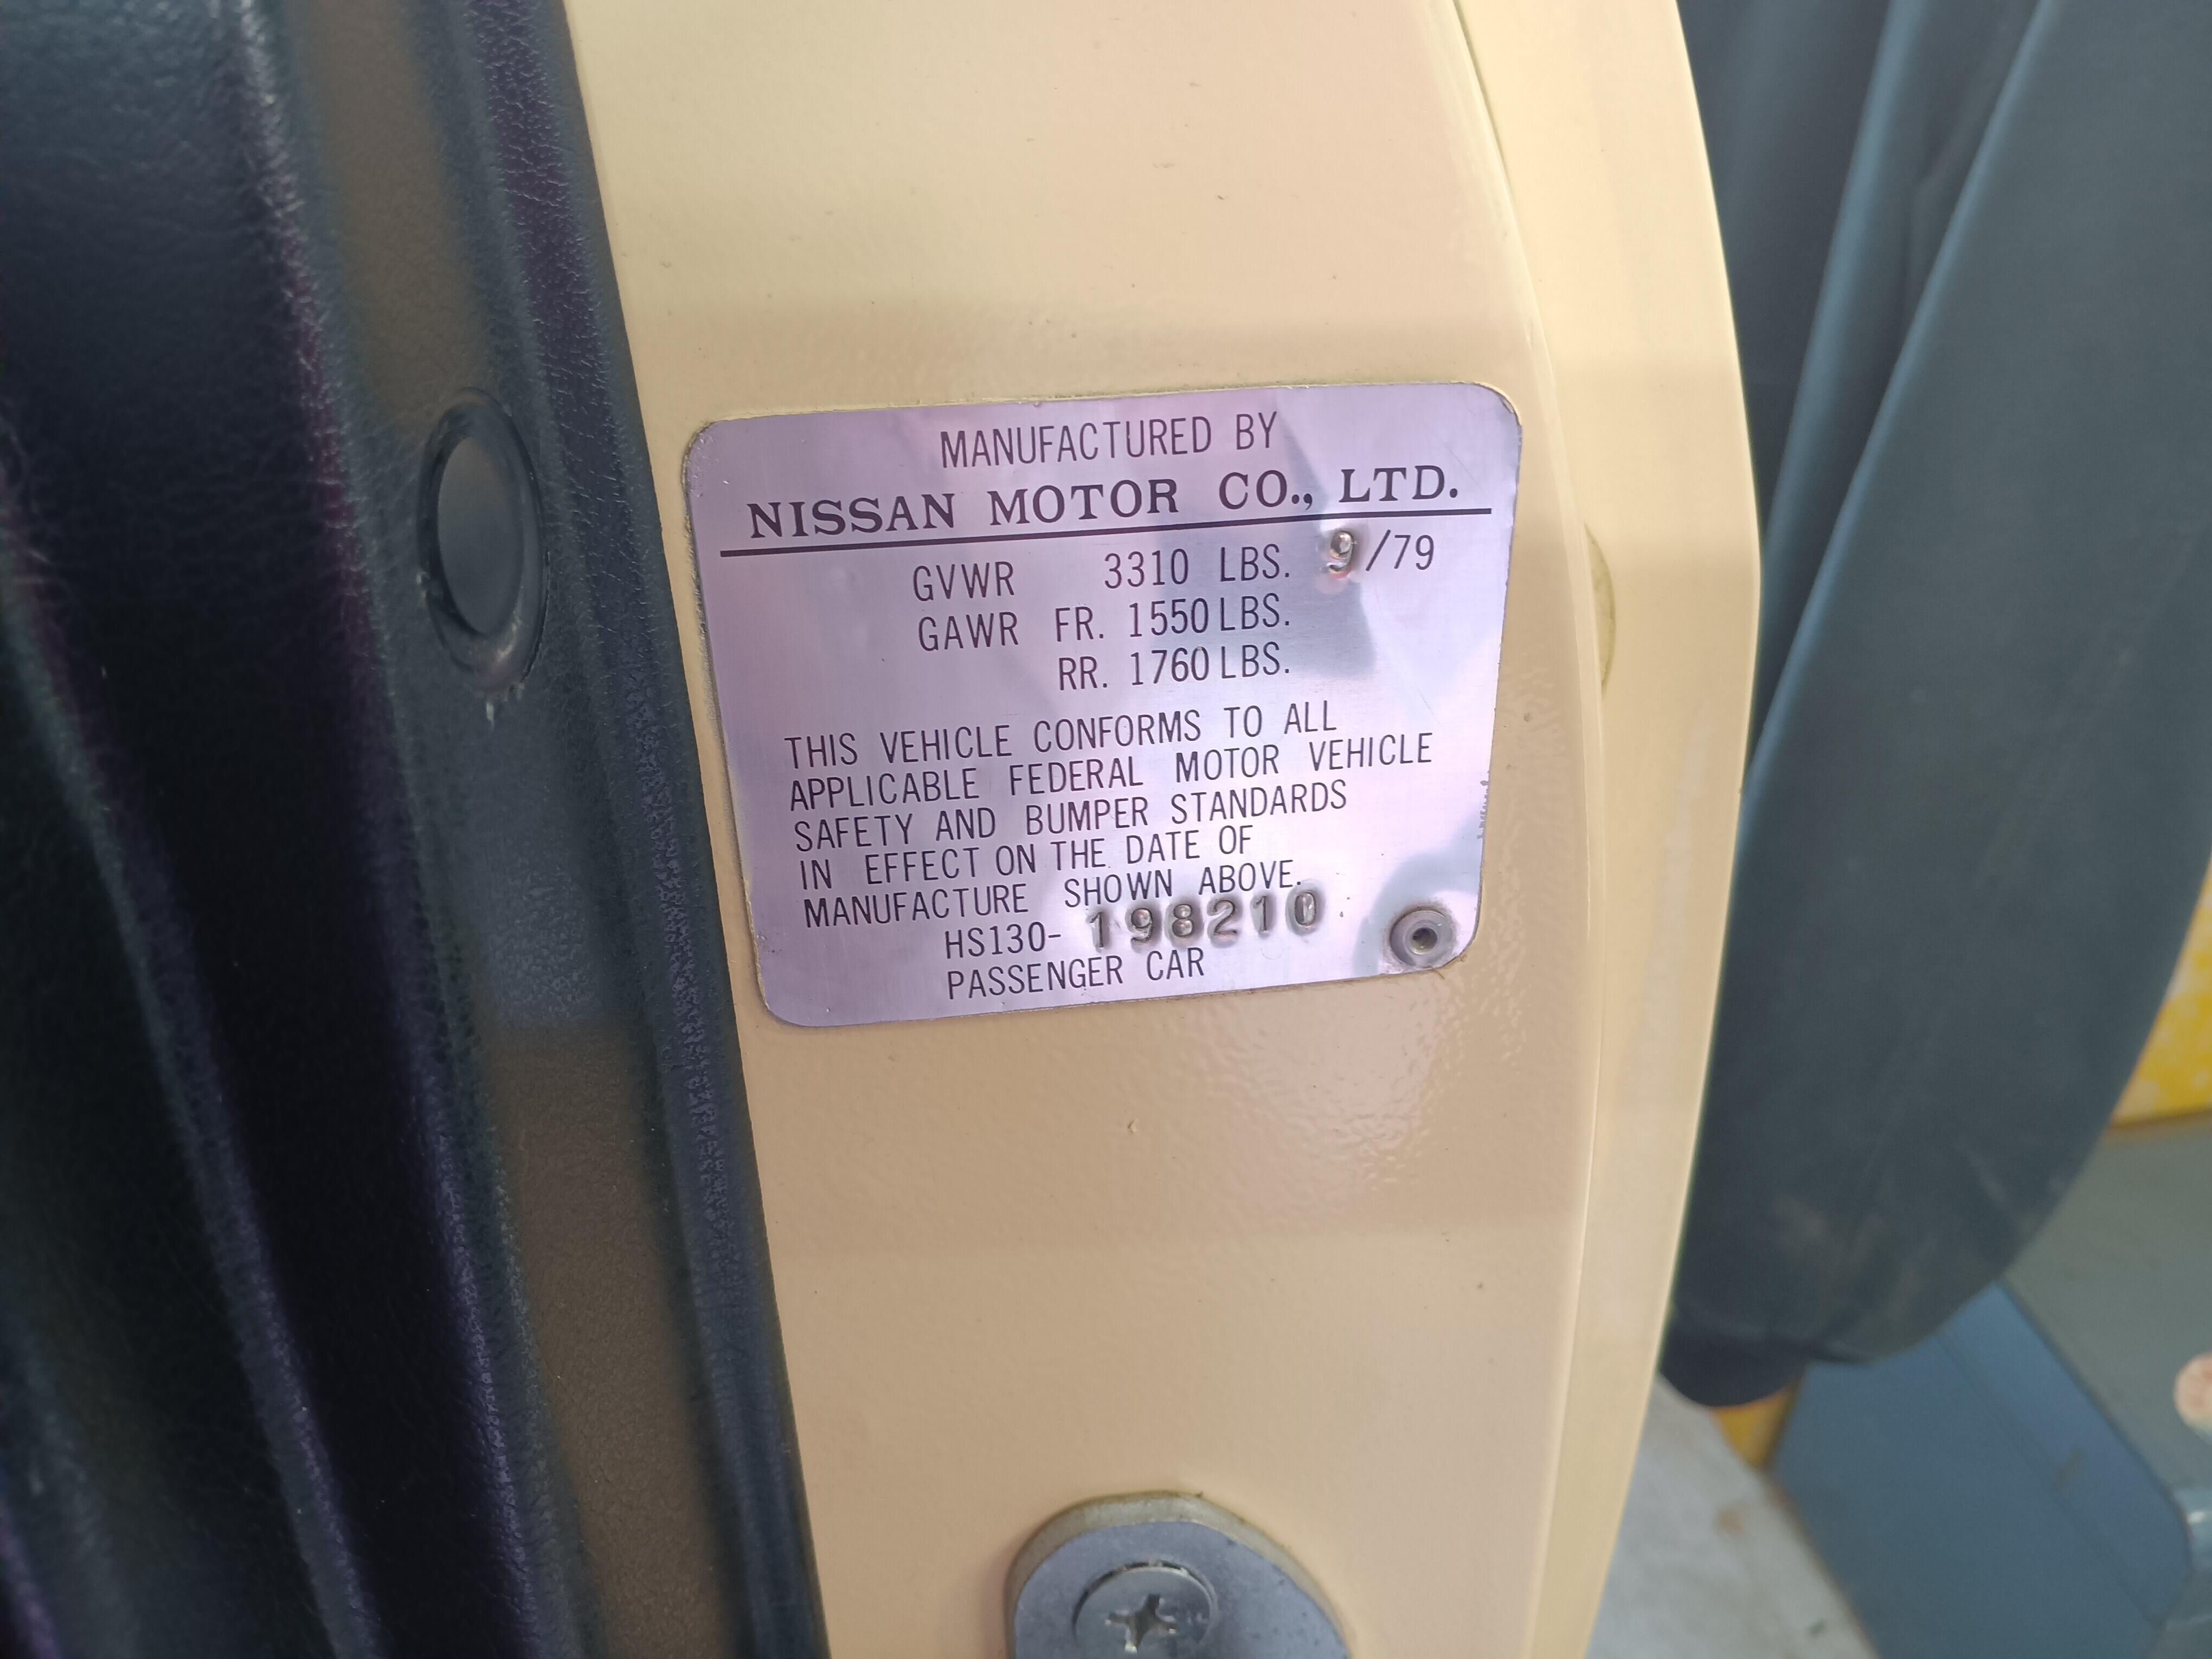 MANUFACTURED BY
NISSAN MOTOR CO., LTD.
GVWR 3310 LBS. 9/79
GAWR FR. 1550 LBS.
RR. 1760 LBS.
THIS VEHICLE CONFORMS TO ALL
APPLICABLE FEDERAL MOTOR VEHICLE
SAFETY AND BUMPER STANDARDS
IN EFFECT ON THE DATE OF
MANUFACTURE SHOWN ABOVE.
HS130-198210
PASSENGER CAR